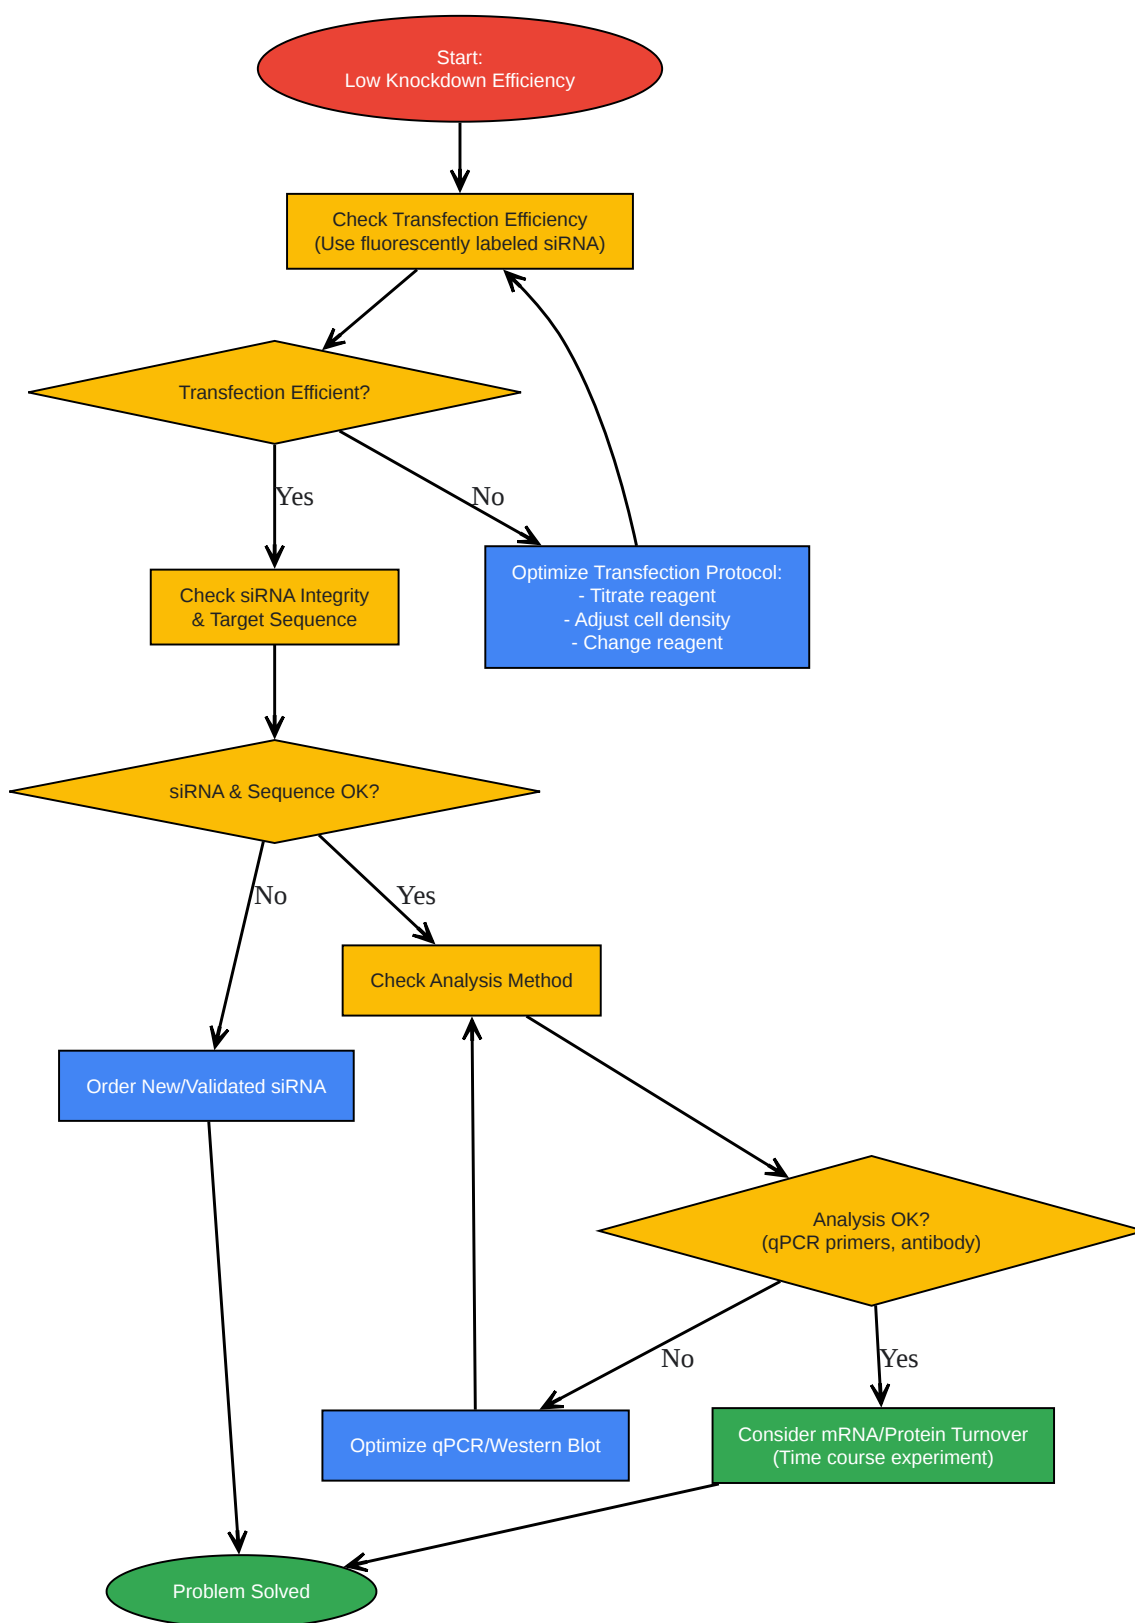 Start:
Low Knockdown Efficiency
Check Transfection Efficiency
(Use fluorescently labeled siRNA)
Transfection Efficient?
Yes
No
Optimize Transfection Protocol:
- Titrate reagent
- Adjust cell density
- Change reagent
Check siRNA Integrity
& Target Sequence
siRNA & Sequence OK?
No
Yes
Check Analysis Method
Order New/Validated siRNA
Analysis OK?
(qPCR primers, antibody)
No
Yes
Optimize qPCR/Western Blot
Consider mRNA/Protein Turnover
(Time course experiment)
Problem Solved